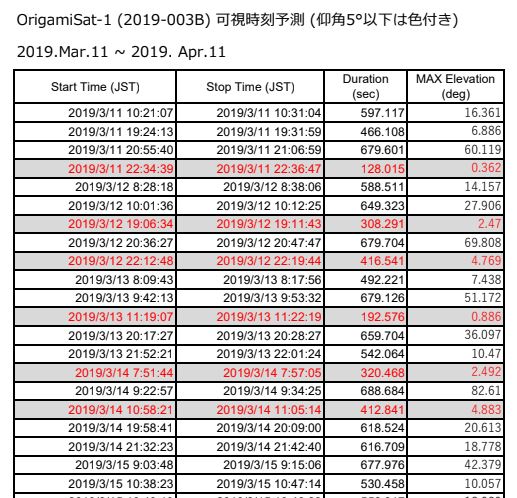 OrigamiSat-1 (2019-003B) 可視時刻予測 (仰角5°以下は色付き)
2019.Mar.11 ~ 2019. Apr.11
Start Time (JST) Stop Time (JST) Duration (sec) MAX Elevation (deg)
2019/3/11 10:21:07 2019/3/11 10:31:04 597.117 16.361
2019/3/11 19:24:13 2019/3/11 19:31:59 466.108 6.886
2019/3/11 20:55:40 2019/3/11 21:06:59 679.601 60.119
2019/3/11 22:34:39 2019/3/11 22:36:47 128.015 0.362
2019/3/12 8:28:18 2019/3/12 8:38:06 588.511 14.157
2019/3/12 10:01:36 2019/3/12 10:12:25 649.323 27.906
2019/3/12 19:06:34 2019/3/12 19:11:43 308.291 2.47
2019/3/12 20:36:27 2019/3/12 20:47:47 679.704 69.808
2019/3/12 22:12:48 2019/3/12 22:19:44 416.541 4.769
2019/3/13 8:09:43 2019/3/13 8:17:56 492.221 7.438
2019/3/13 9:42:13 2019/3/13 9:53:32 679.126 51.172
2019/3/13 11:19:07 2019/3/13 11:22:19 192.576 0.886
2019/3/13 20:17:27 2019/3/13 20:28:27 659.704 36.097
2019/3/13 21:52:21 2019/3/13 22:01:24 542.064 10.47
2019/3/14 7:51:44 2019/3/14 7:57:05 320.468 2.492
2019/3/14 9:22:57 2019/3/14 9:34:25 688.684 82.61
2019/3/14 10:58:21 2019/3/14 11:05:14 412.841 4.883
2019/3/14 19:58:41 2019/3/14 20:09:00 618.524 20.613
2019/3/14 21:32:23 2019/3/14 21:42:40 616.709 18.778
2019/3/15 9:03:48 2019/3/15 9:15:06 677.976 42.379
2019/3/15 10:38:23 2019/3/15 10:47:14 530.458 10.057